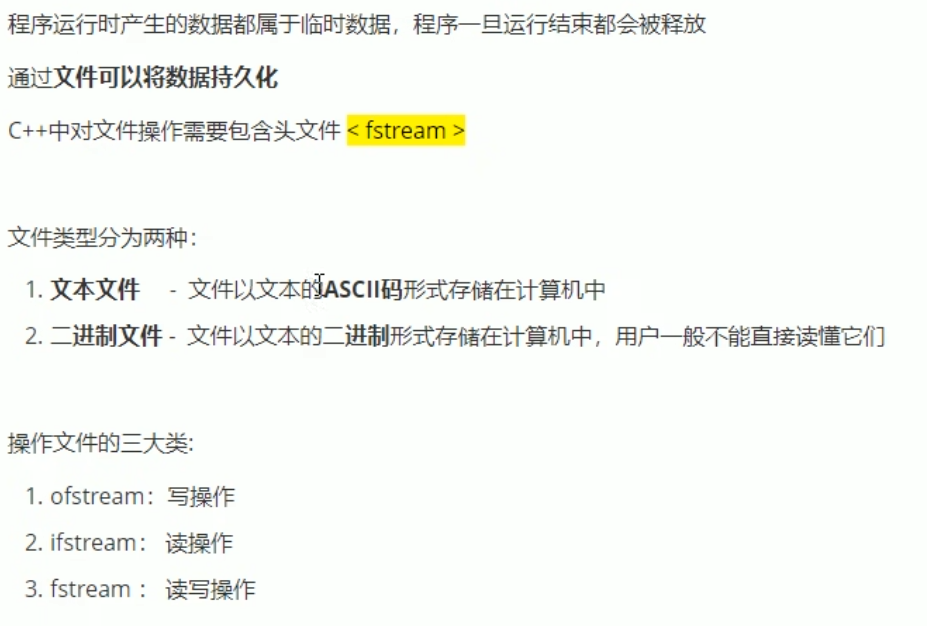 程序运行时产生的数据都属于临时数据，程序一旦运行结束都会被释放
通过文件可以将数据持久化
C++中对文件操作需要包含头文件 < fstream >
文件类型分为两种：
1. 文本文件 - 文件以文本的ASCII码形式存储在计算机中
2. 二进制文件 - 文件以文本的二进制形式存储在计算机中，用户一般不能直接读懂它们
操作文件的三大类:
1. ofstream：写操作
2. ifstream： 读操作
3. fstream ： 读写操作